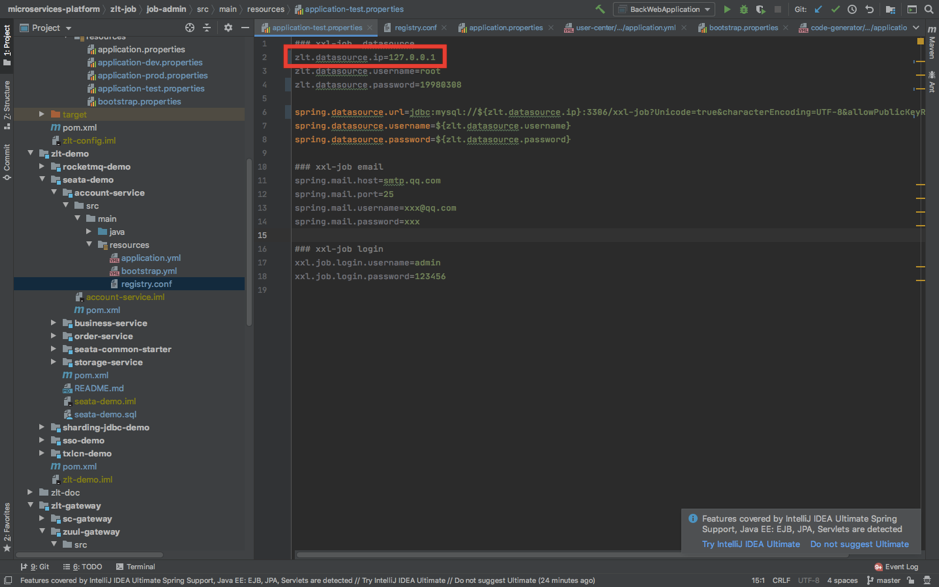 microservices-platform
zlt-job
job-admin
src
main
resources
application-test.properties
BackWebApplication
Git:
Project
application-test.properties
registry.conf
application.properties
user-center/.../application.yml
bootstrap.properties
code-generator/.../applicatio
1: Project
Z: Structure
Commit
2: Favorites
Maven
Ant
resources
application.properties
application-dev.properties
application-prod.properties
application-test.properties
bootstrap.properties
target
pom.xml
zlt-config.iml
zlt-demo
rocketmq-demo
seata-demo
account-service
src
main
java
resources
application.yml
bootstrap.yml
registry.conf
account-service.iml
pom.xml
business-service
order-service
seata-common-starter
storage-service
pom.xml
README.md
seata-demo.iml
seata-demo.sql
sharding-jdbc-demo
sso-demo
txlcn-demo
pom.xml
zlt-demo.iml
zlt-doc
zlt-gateway
sc-gateway
zuul-gateway
src
1 ### xxl-job, datasource
2 zlt.datasource.ip=127.0.0.1
3 zlt.datasource.username=root
4 zlt.datasource.password=19980308
5
6 spring.datasource.url=jdbc:mysql://${zlt.datasource.ip}:3306/xxl-job?Unicode=true&characterEncoding=UTF-8&allowPublicKeyR
7 spring.datasource.username=${zlt.datasource.username}
8 spring.datasource.password=${zlt.datasource.password}
9
10 ### xxl-job email
11 spring.mail.host=smtp.qq.com
12 spring.mail.port=25
13 spring.mail.username=xxx@qq.com
14 spring.mail.password=xxx
15
16 ### xxl-job login
17 xxl.job.login.username=admin
18 xxl.job.login.password=123456
19
Features covered by IntelliJ IDEA Ultimate Spring
Support, Java EE: EJB, JPA, Servlets are detected
Try IntelliJ IDEA Ultimate Do not suggest Ultimate
9: Git
6: TODO
Terminal
Event Log
Features covered by IntelliJ IDEA Ultimate Spring Support, Java EE: EJB, JPA, Servlets are detected // Try IntelliJ IDEA Ultimate // Do not suggest Ultimate (24 minutes ago)
15:1 CRLF UTF-8 4 spaces master